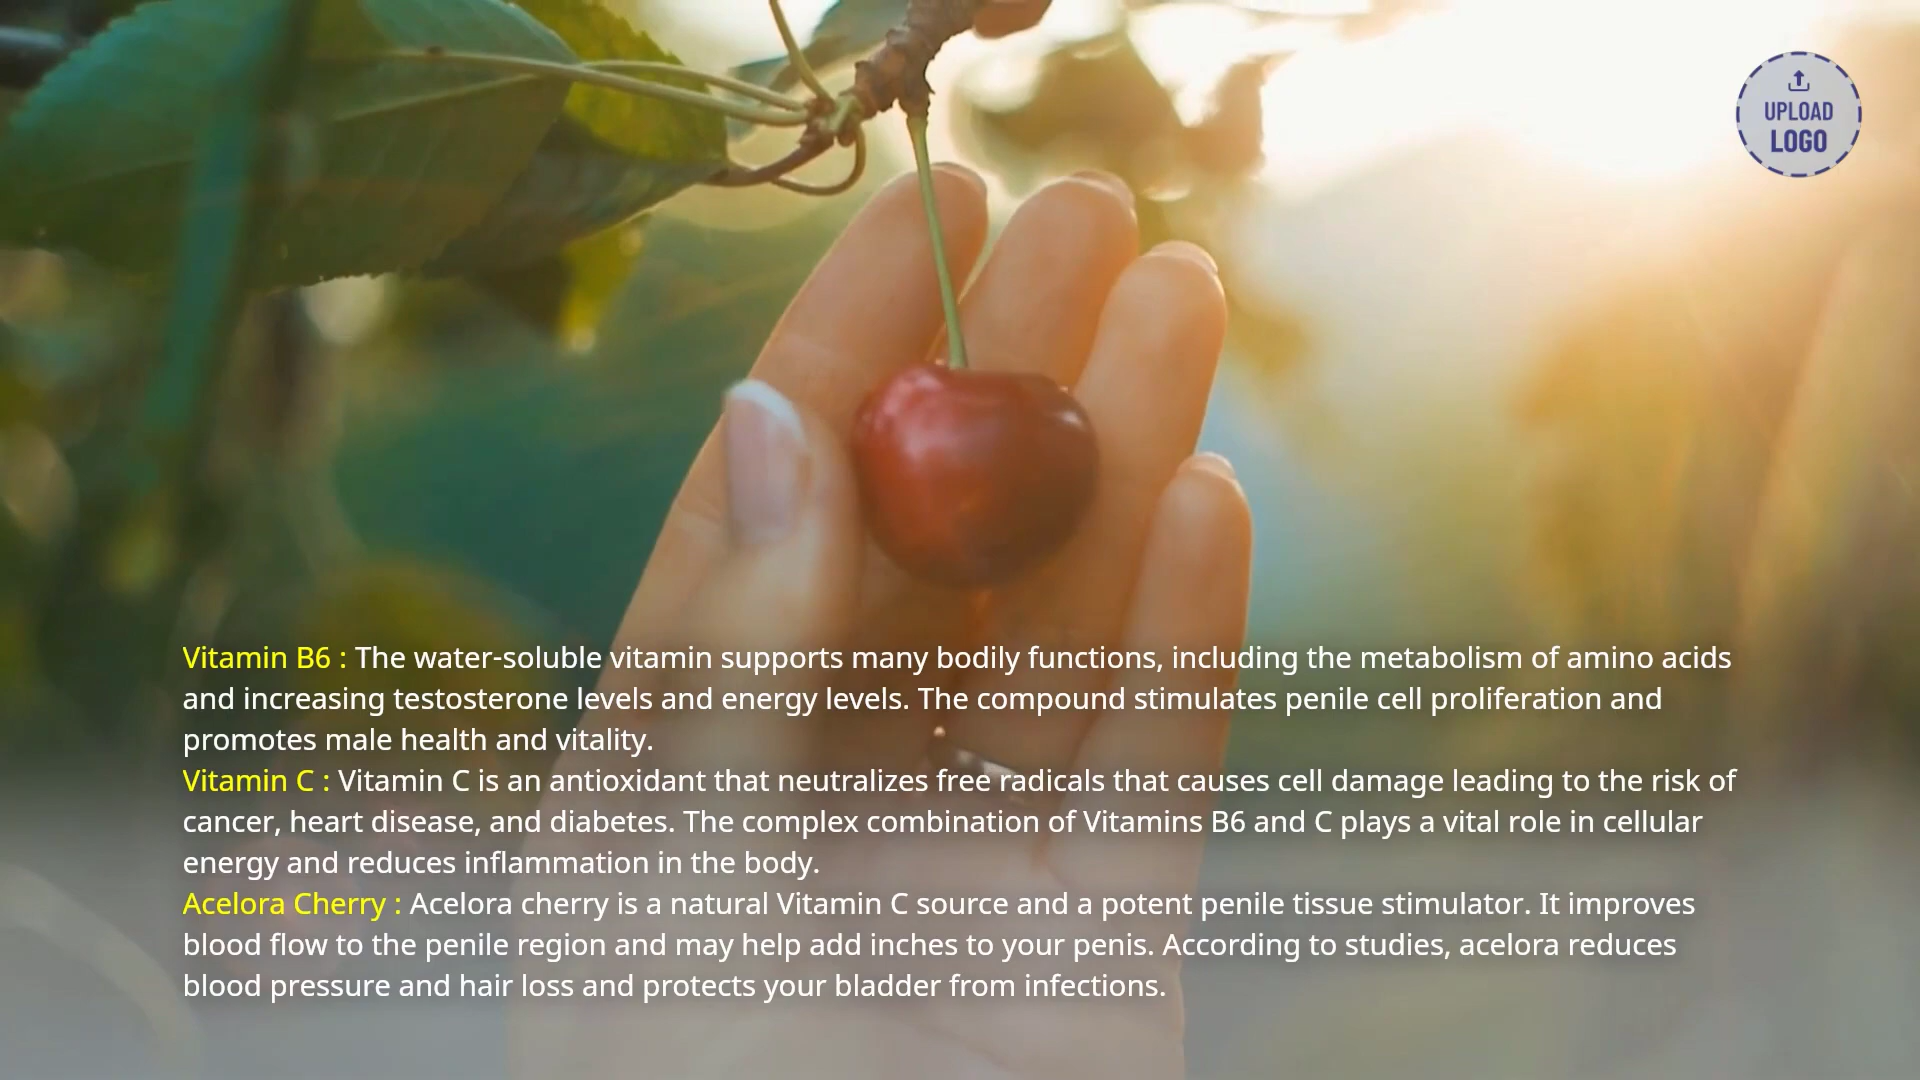 UPLOAD
LOGO
Vitamin B6 : The water-soluble vitamin supports many bodily functions, including the metabolism of amino acids
and increasing testosterone levels and energy levels. The compound stimulates penile cell proliferation and
promotes male health and vitality.
Vitamin C : Vitamin C is an antioxidant that neutralizes free radicals that causes cell damage leading to the risk of
cancer, heart disease, and diabetes. The complex combination of Vitamins B6 and C plays a vital role in cellular
energy and reduces inflammation in the body.
Acelora Cherry : Acelora cherry is a natural Vitamin C source and a potent penile tissue stimulator. It improves
blood flow to the penile region and may help add inches to your penis. According to studies, acelora reduces
blood pressure and hair loss and protects your bladder from infections.